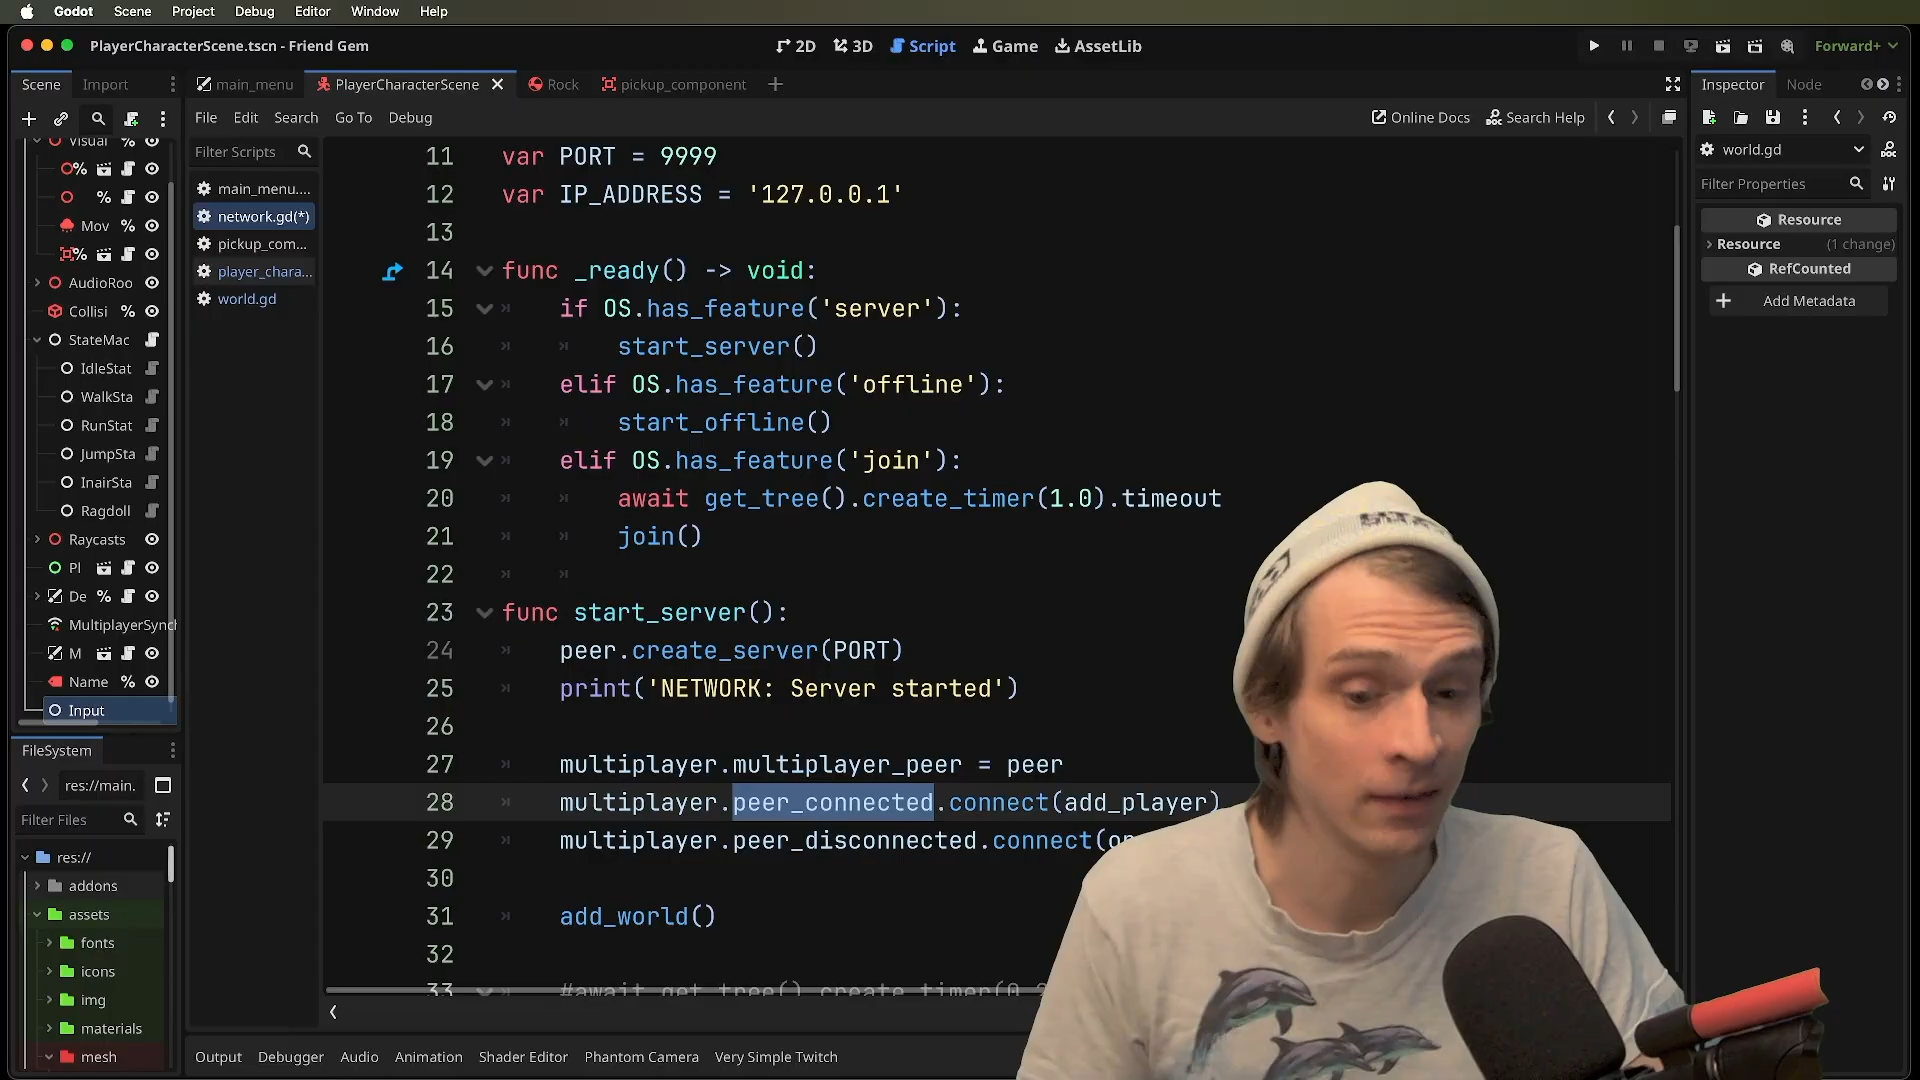 Godot Scene Project Debug Editor Window Help
PlayerCharacterScene.tscn - Friend Gem
2D 3D Script Game AssetLib
Forward+
Scene Import
main_menu PlayerCharacterScene Rock pickup_component
Inspector Node
File Edit Search Go To Debug
Online Docs Search Help
Filter Scripts
main_menu....
network.gd(*)
pickup_com...
player_chara...
world.gd
Visual
Mov
AudioRoo
Collisi
StateMac
IdleStat
WalkSta
RunStat
JumpSta
InairSta
Ragdoll
Raycasts
Pl
De
MultiplayerSynch
M
Name
Input
FileSystem
res://main.
Filter Files
res://
addons
assets
fonts
icons
img
materials
mesh
11 var PORT = 9999
12 var IP_ADDRESS = '127.0.0.1'
13
14 func _ready() -> void:
15 if OS.has_feature('server'):
16 start_server()
17 elif OS.has_feature('offline'):
18 start_offline()
19 elif OS.has_feature('join'):
20 await get_tree().create_timer(1.0).timeout
21 join()
22
23 func start_server():
24 peer.create_server(PORT)
25 print('NETWORK: Server started')
26
27 multiplayer.multiplayer_peer = peer
28 multiplayer.peer_connected.connect(add_player)
29 multiplayer.peer_disconnected.connect(
30
31 add_world()
32
33 #await get_tree().create_timer(0
world.gd
Filter Properties
Resource
Resource (1 change)
RefCounted
Add Metadata
Output Debugger Audio Animation Shader Editor Phantom Camera Very Simple Twitch